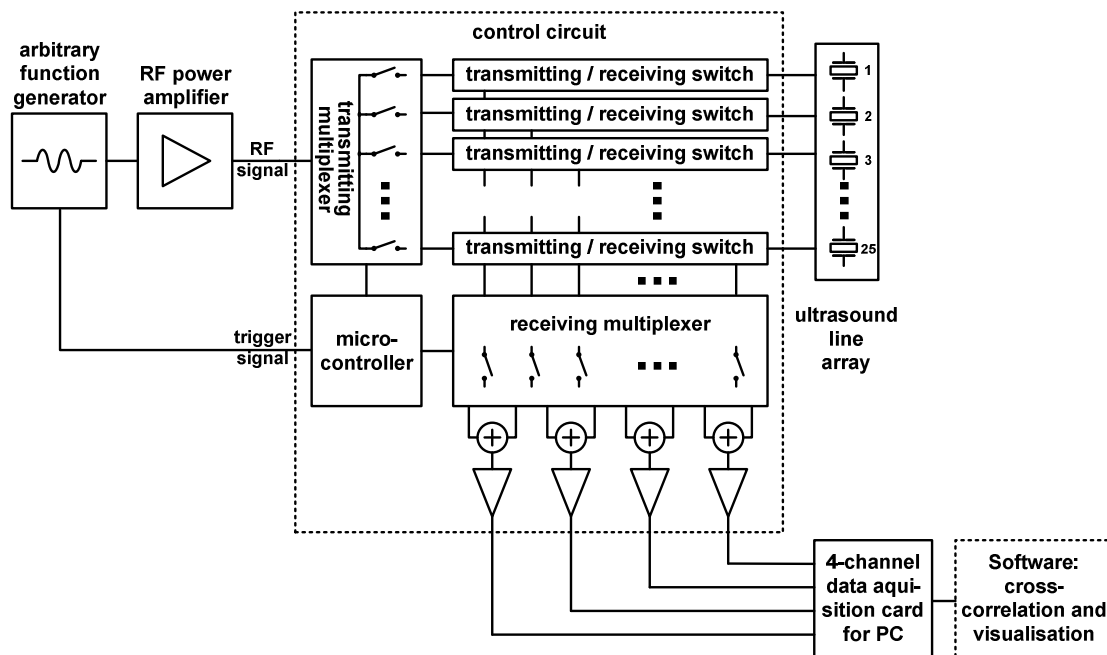 control circuit
arbitrary
function
generator
RF power
amplifier
RF
signal
transmitting
multiplexer
transmitting / receiving switch
transmitting / receiving switch
transmitting / receiving switch
transmitting / receiving switch
1
2
3
25
ultrasound
line
array
trigger
signal
micro-
controller
receiving multiplexer
4-channel
data aqui-
sition card
for PC
Software:
cross-
correlation and
visualisation